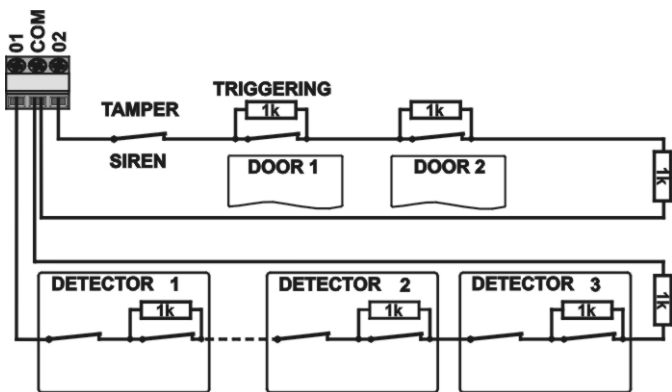 01 COM 02
TRIGGERING
TAMPER 1k 1k
SIREN DOOR 1 DOOR 2 1k
DETECTOR 1 DETECTOR 2 DETECTOR 3
1k 1k 1k 1k